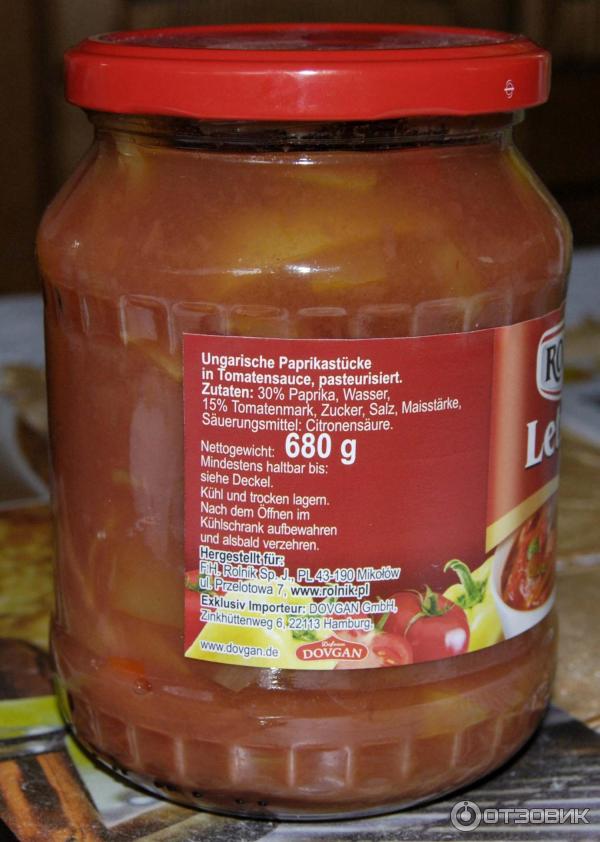 Ungarische Paprikastücke
in Tomatensauce, pasteurisiert.
Zutaten: 30% Paprika, Wasser,
15% Tomatenmark, Zucker, Salz, Maisstärke,
Säuerungsmittel: Citronensäure.
Nettogewicht: 680 g
Mindestens haltbar bis:
siehe Deckel.
Kühl und trocken lagern.
Nach dem Öffnen im
Kühlschrank aufbewahren
und alsbald verzehren.
Hergestellt für:
F.H. Rolnik Sp. J., PL 43-190 Mikołów
ul. Przelotowa 7, www.rolnik.pl
Exklusiv Importeur: DOVGAN GmbH,
Zinkhüttenweg 6, 22113 Hamburg.
www.dovgan.de
DOVGAN
RO
Le
ОТЗОВИК